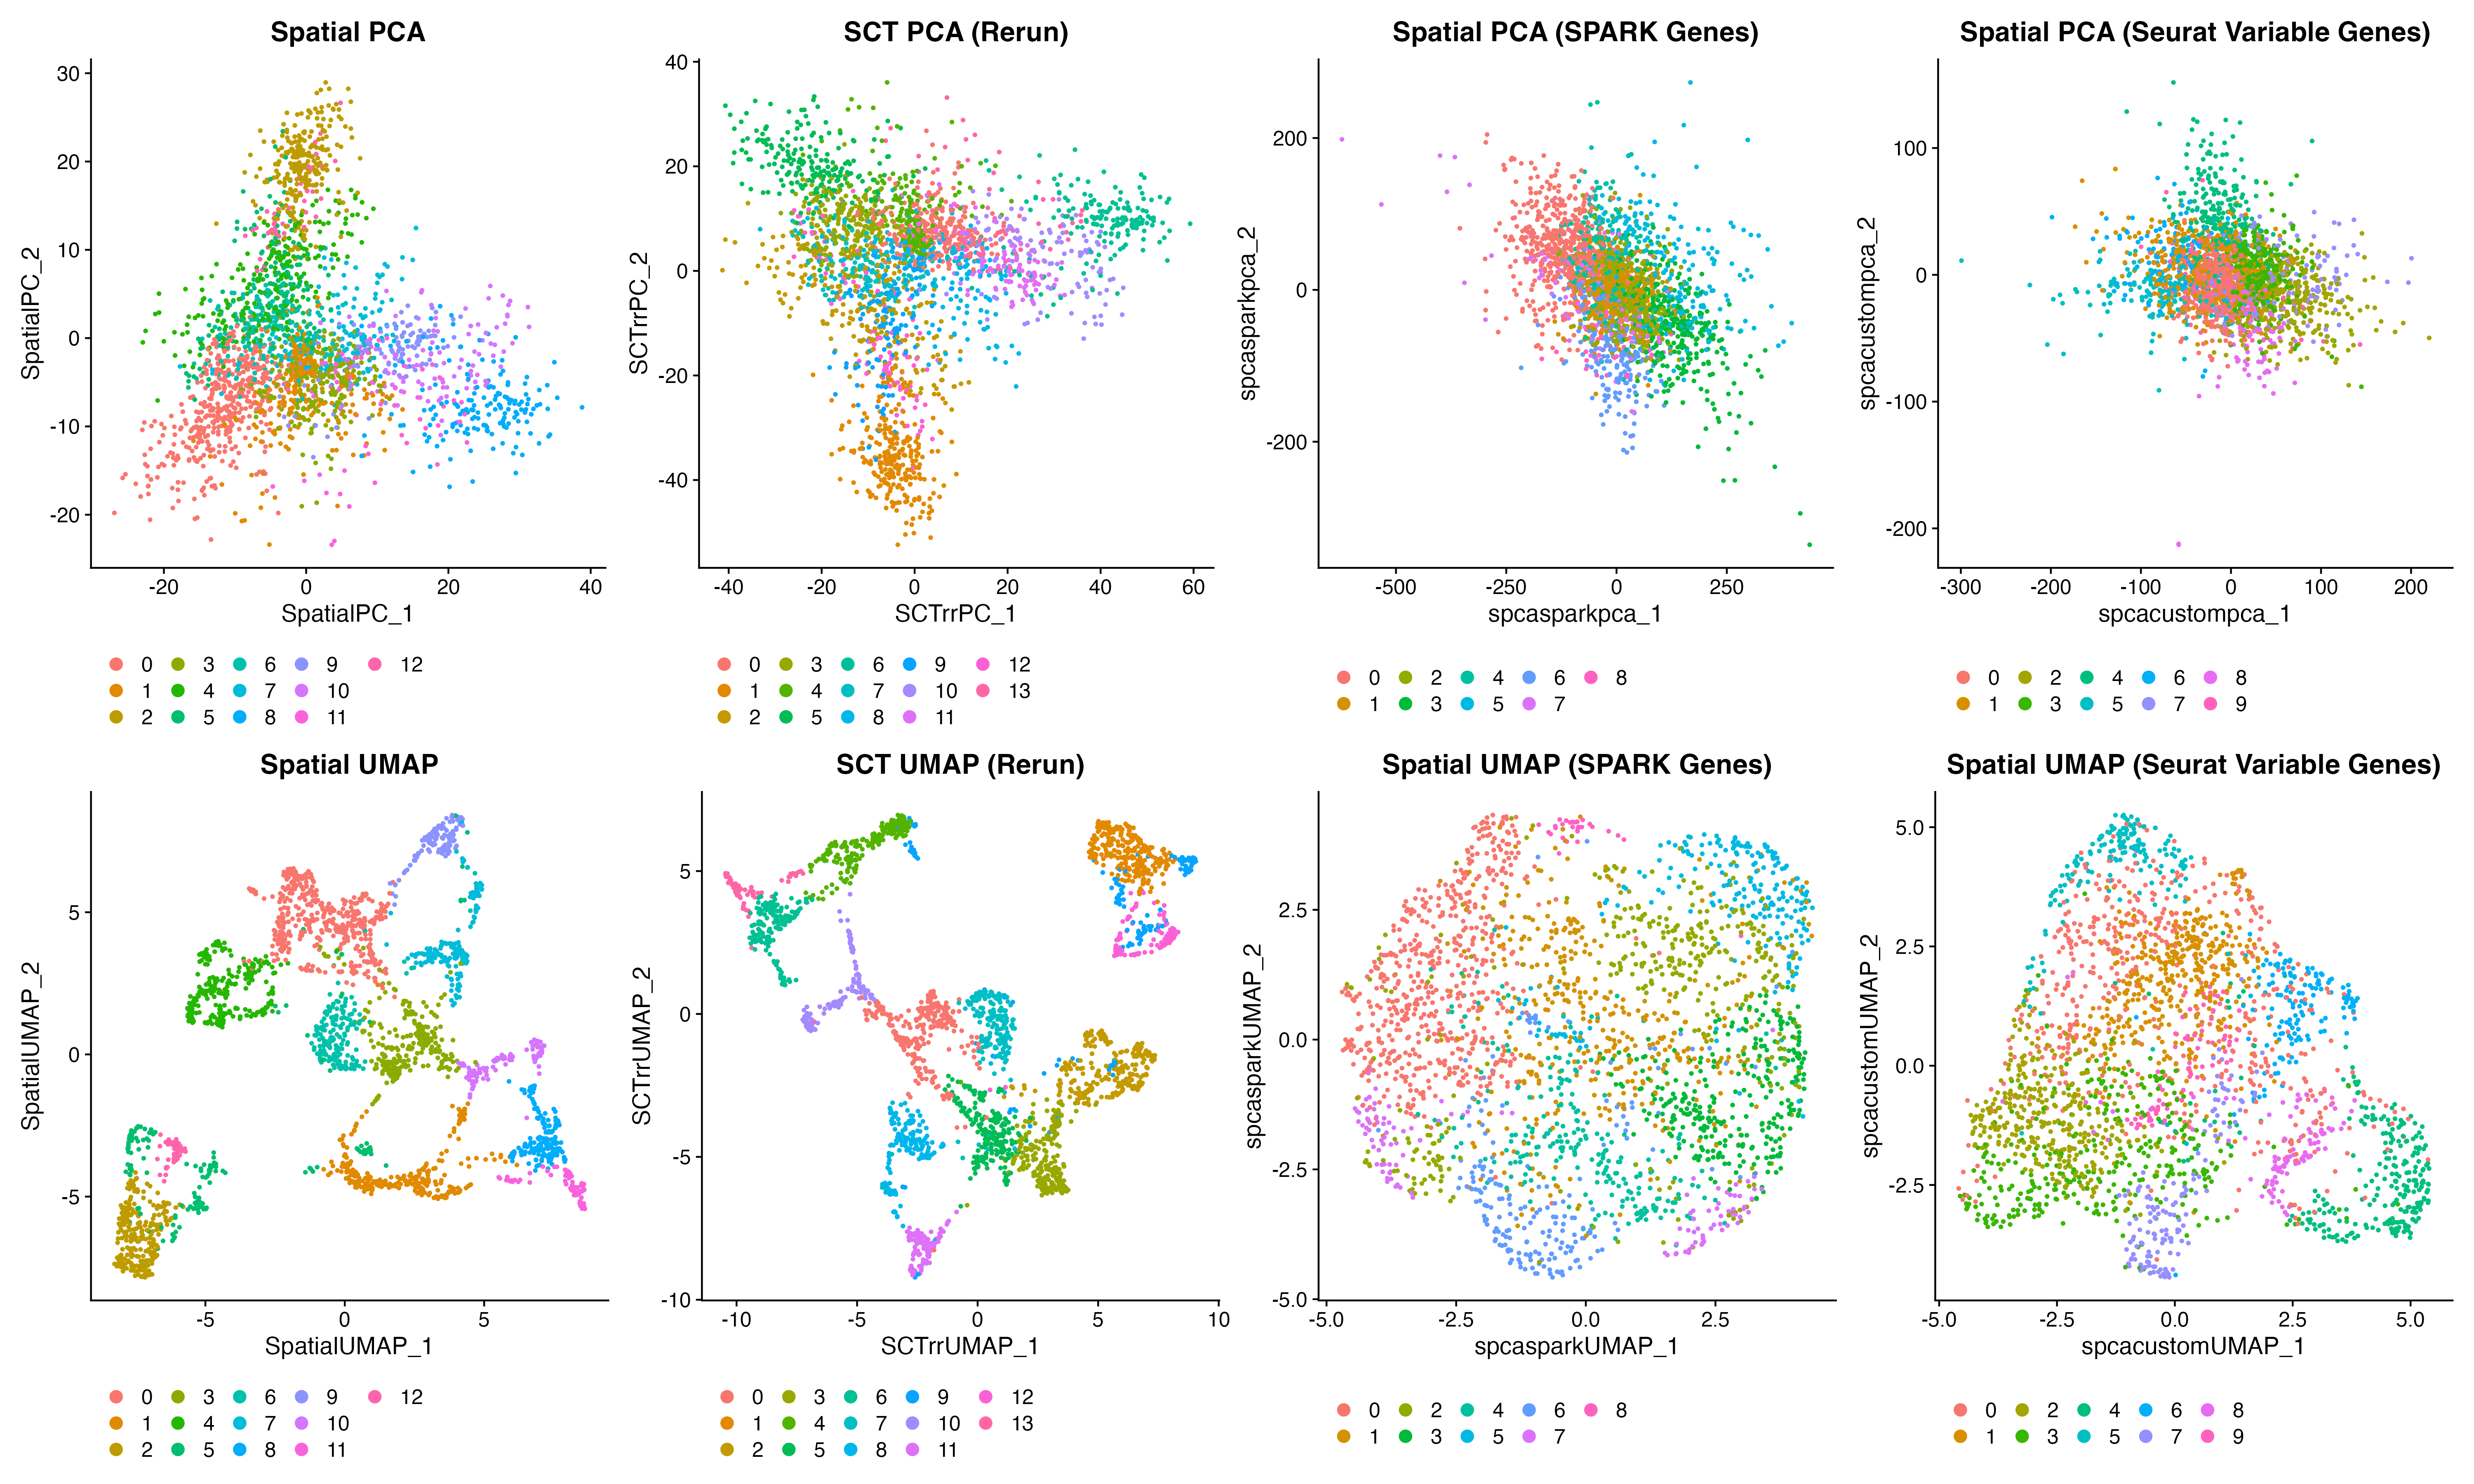 Spatial PCA
30
20
10
0
-10
-20
SpatialPC_2
-20 0 20 40
SpatialPC_1
0 3 6 9 12
1 4 7 10
2 5 8 11
SCT PCA (Rerun)
40
20
0
-20
-40
SCTrrPC_2
-40 -20 0 20 40 60
SCTrrPC_1
0 3 6 9 12
1 4 7 10 13
2 5 8 11
Spatial PCA (SPARK Genes)
200
0
-200
spcasparkpca_2
-500 -250 0 250
spcasparkpca_1
0 2 4 6 8
1 3 5 7
Spatial PCA (Seurat Variable Genes)
100
0
-100
-200
spcacustompca_2
-300 -200 -100 0 100 200
spcacustompca_1
0 2 4 6 8
1 3 5 7 9
Spatial UMAP
5
0
-5
SpatialUMAP_2
-5 0 5
SpatialUMAP_1
0 3 6 9 12
1 4 7 10
2 5 8 11
SCT UMAP (Rerun)
5
0
-5
-10
SCTrrUMAP_2
-10 -5 0 5 10
SCTrrUMAP_1
0 3 6 9 12
1 4 7 10 13
2 5 8 11
Spatial UMAP (SPARK Genes)
2.5
0.0
-2.5
-5.0
spcasparkUMAP_2
-5.0 -2.5 0.0 2.5
spcasparkUMAP_1
0 2 4 6 8
1 3 5 7
Spatial UMAP (Seurat Variable Genes)
5.0
2.5
0.0
-2.5
spcacustomUMAP_2
-5.0 -2.5 0.0 2.5 5.0
spcacustomUMAP_1
0 2 4 6 8
1 3 5 7 9